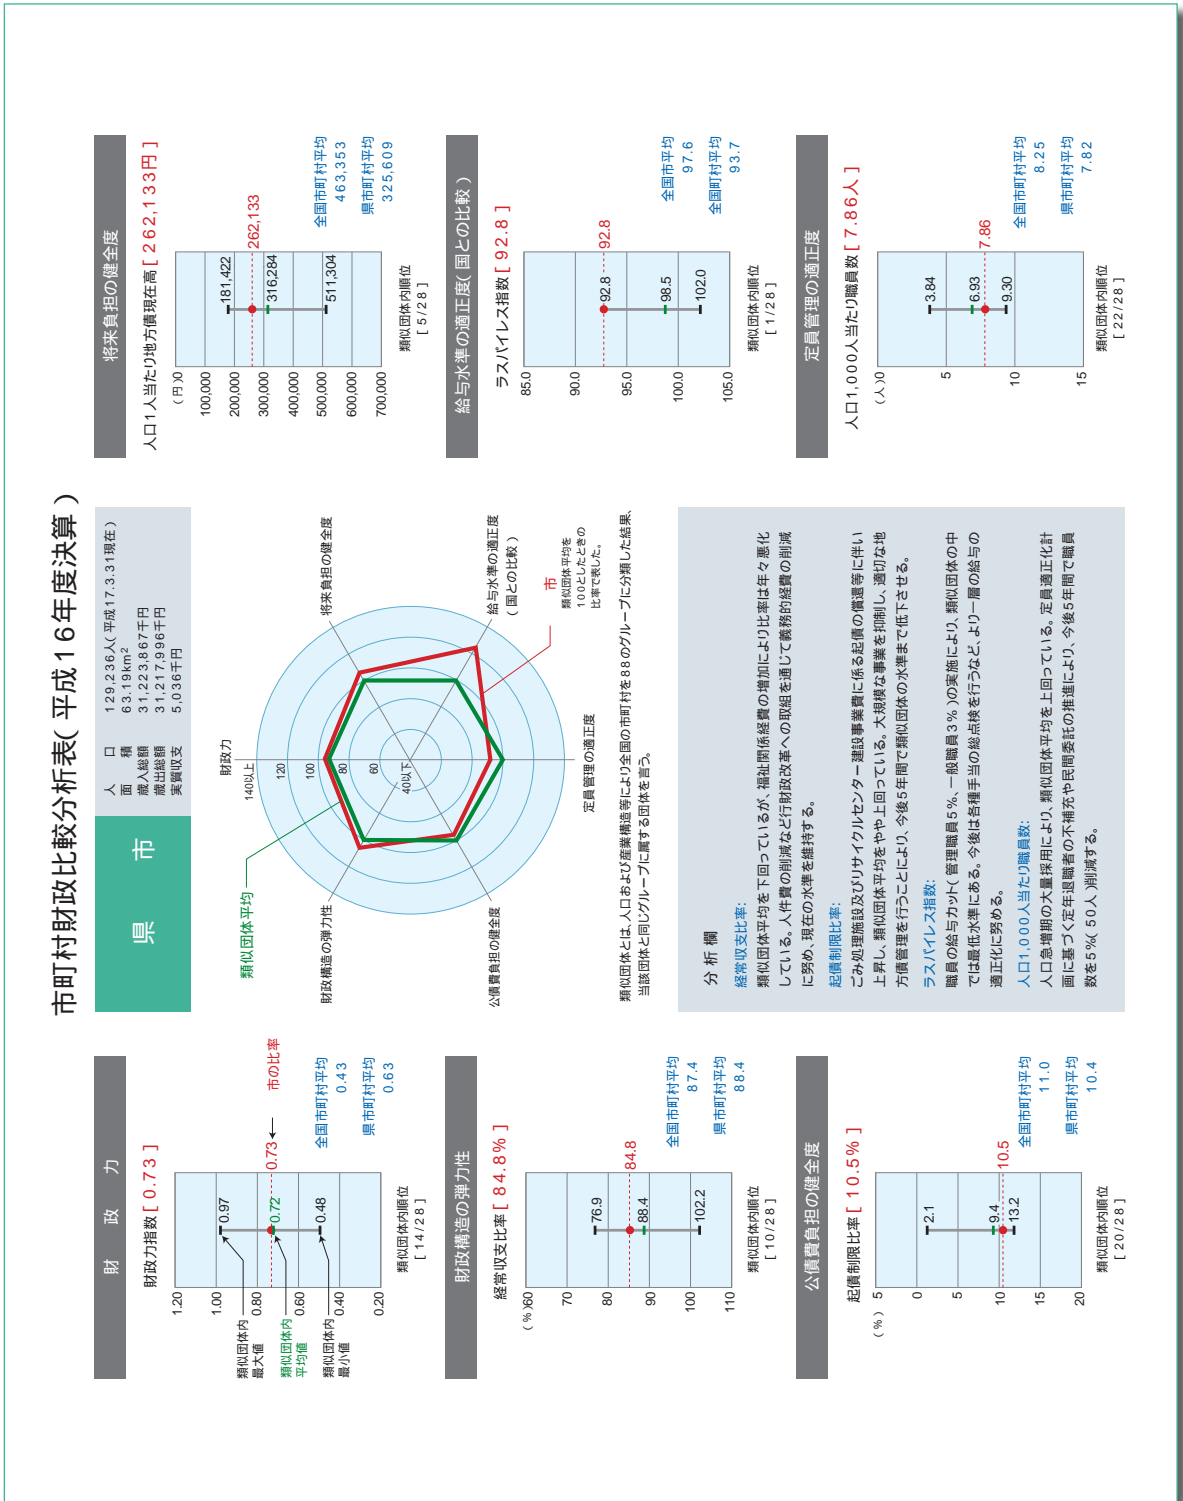 市町村財政比較分析表(平成16年度決算)
県 市
人 口 129,236人(平成17.3.31現在)
面 積 63.19km²
歳入総額 31,223,867千円
歳出総額 31,217,996千円
実質収支 5,036千円
財 政 力
財政力指数 [0.73]
1.20
1.00
0.80
0.60
0.40
0.20
0.97
0.73
0.72
0.48
市の比率
類似団体内
最大値
類似団体内
平均値
類似団体内
最小値
全国市町村平均
0.43
県市町村平均
0.63
類似団体内順位
[14/28]
財政構造の弾力性
経常収支比率 [84.8%]
(%)60
70
80
90
100
110
76.9
84.8
88.4
102.2
全国市町村平均
87.4
県市町村平均
88.4
類似団体内順位
[10/28]
公債費負担の健全度
起債制限比率 [10.5%]
(%)
5
0
5
10
15
20
2.1
9.4
10.5
13.2
全国市町村平均
11.0
県市町村平均
10.4
類似団体内順位
[20/28]
類似団体平均
財政力
140以上
120
100
80
60
40以下
将来負担の健全度
給与水準の適正度
(国との比較)
定員管理の適正度
公債費負担の健全度
財政構造の弾力性
市
類似団体平均を
100としたときの
比率で表した。
類似団体とは、人口および産業構造等により全国の市町村を88のグループに分類した結果、
当該団体と同じグループに属する団体を言う。
分析欄
経常収支比率:
類似団体平均を下回っているが、福祉関係経費の増加により比率は年々悪化
している。人件費の削減など行財政改革への取組を通じて義務的経費の削減
に努め、現在の水準を維持する。
起債制限比率:
ごみ処理施設及びリサイクルセンター建設事業費に係る起債の償還等に伴い
上昇し、類似団体平均をやや上回っている。大規模な事業を抑制し、適切な地
方債管理を行うことにより、今後5年間で類似団体の水準まで低下させる。
ラスパイレス指数:
職員の給与カット(管理職員5%、一般職員3%)の実施により、類似団体の中
では最低水準にある。今後は各種手当の総点検を行うなど、より一層の給与の
適正化に努める。
人口1,000人当たり職員数:
人口急増期の大量採用により、類似団体平均を上回っている。定員適正化計
画に基づく定年退職者の不補充や民間委託の推進により、今後5年間で職員
数を5%(50人)削減する。
将来負担の健全度
人口1人当たり地方債現在高 [262,133円]
(円)0
100,000
200,000
300,000
400,000
500,000
600,000
700,000
181,422
262,133
316,284
511,304
全国市町村平均
463,353
県市町村平均
325,609
類似団体内順位
[5/28]
給与水準の適正度(国との比較)
ラスパイレス指数 [92.8]
85.0
90.0
95.0
100.0
105.0
92.8
92.8
98.5
102.0
全国市平均
97.6
全国町村平均
93.7
類似団体内順位
[1/28]
定員管理の適正度
人口1,000人当たり職員数 [7.86人]
(人)0
5
10
15
3.84
6.93
7.86
9.30
全国市町村平均
8.25
県市町村平均
7.82
類似団体内順位
[22/28]